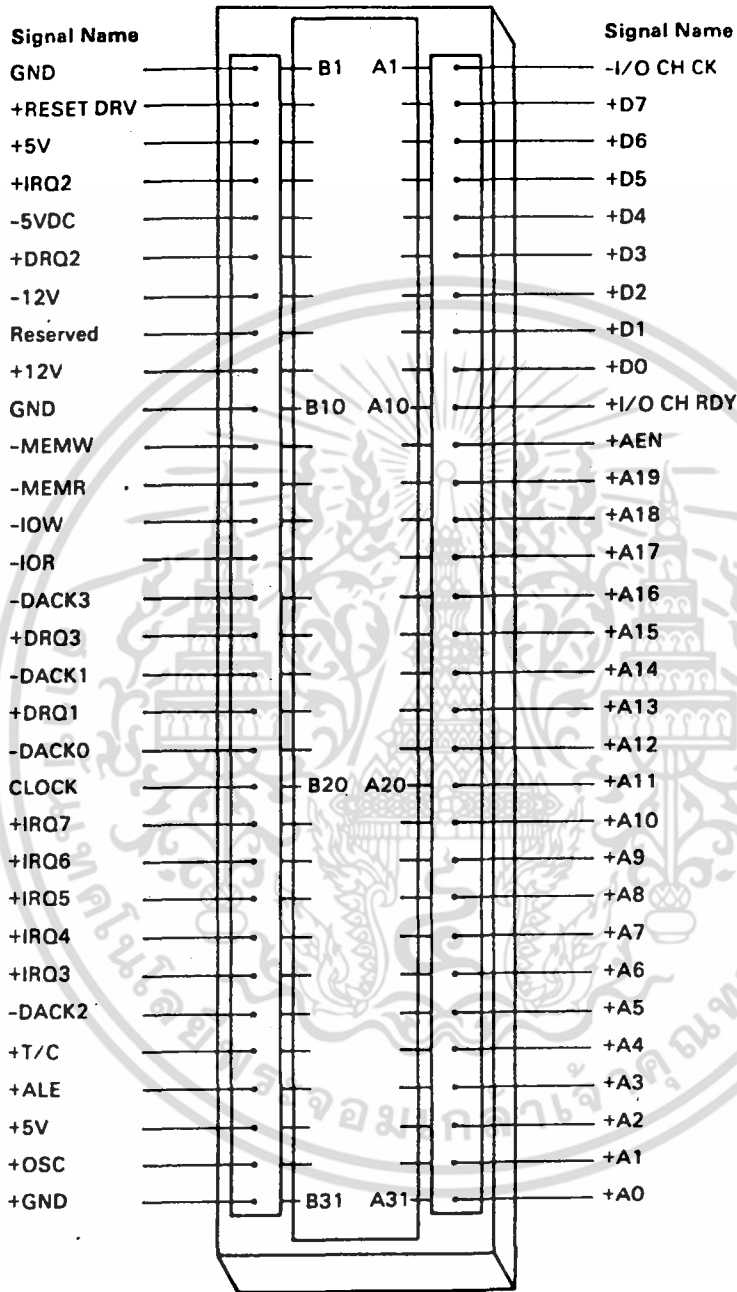 Signal Name
GND
+RESET DRV
+5V
+IRQ2
-5VDC
+DRQ2
-12V
Reserved
+12V
GND
-MEMW
-MEMR
-IOW
-IOR
-DACK3
+DRQ3
-DACK1
+DRQ1
-DACK0
CLOCK
+IRQ7
+IRQ6
+IRQ5
+IRQ4
+IRQ3
-DACK2
+T/C
+ALE
+5V
+OSC
+GND
B1 A1
B10 A10
B20 A20
B31 A31
Signal Name
-I/O CH CK
+D7
+D6
+D5
+D4
+D3
+D2
+D1
+D0
+I/O CH RDY
+AEN
+A19
+A18
+A17
+A16
+A15
+A14
+A13
+A12
+A11
+A10
+A9
+A8
+A7
+A6
+A5
+A4
+A3
+A2
+A1
+A0